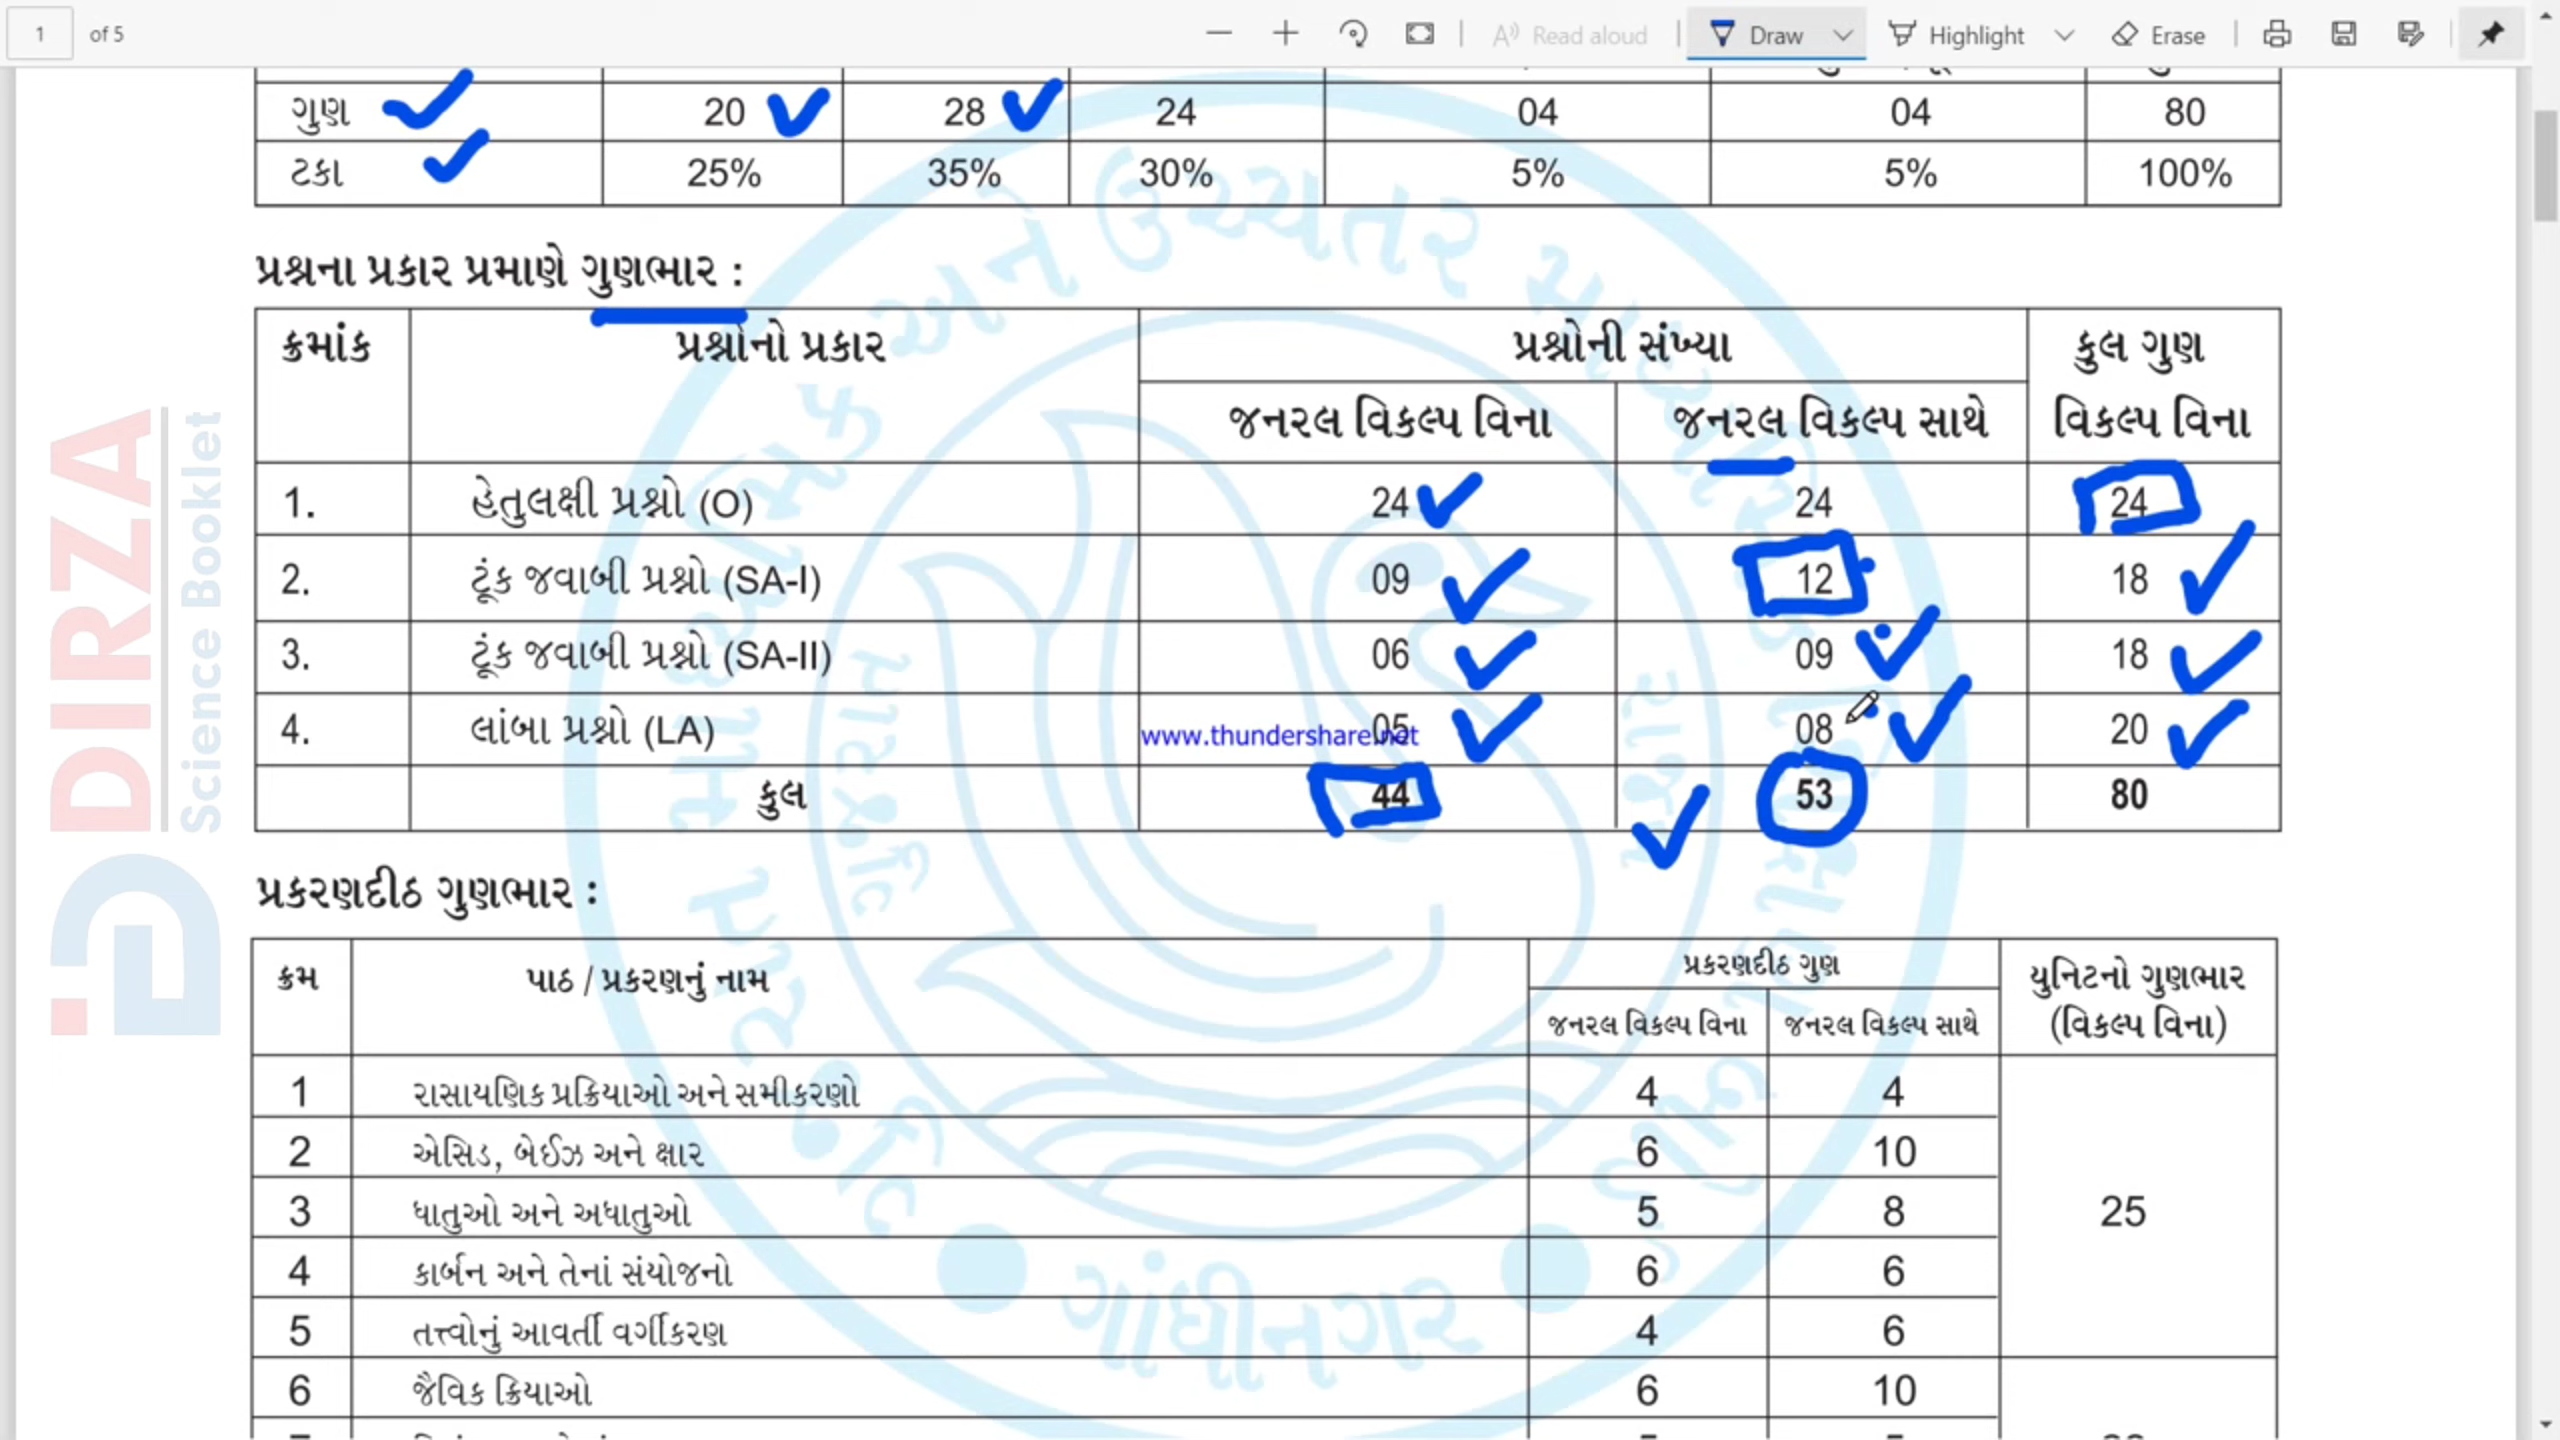 1 of 5 Read aloud Draw Highlight Erase
ગુણ 20 28 24 04 04 80
ટકા 25% 35% 30% 5% 5% 100%
પ્રશ્નના પ્રકાર પ્રમાણે ગુણભાર :
ક્રમાંક પ્રશ્નોનો પ્રકાર પ્રશ્નોની સંખ્યા કુલ ગુણ
જનરલ વિકલ્પ વિના જનરલ વિકલ્પ સાથે વિકલ્પ વિના
1. હેતુલક્ષી પ્રશ્નો (O) 24 24 24
2. ટૂંક જવાબી પ્રશ્નો (SA-I) 09 12 18
3. ટૂંક જવાબી પ્રશ્નો (SA-II) 06 09 18
4. લાંબા પ્રશ્નો (LA) 05 08 20
www.thundershare.net
કુલ 44 53 80
પ્રકરણદીઠ ગુણભાર :
ક્રમ પાઠ / પ્રકરણનું નામ પ્રકરણદીઠ ગુણ યુનિટનો ગુણભાર
જનરલ વિકલ્પ વિના જનરલ વિકલ્પ સાથે (વિકલ્પ વિના)
1 રાસાયણિક પ્રક્રિયાઓ અને સમીકરણો 4 4
2 એસિડ, બેઈઝ અને ક્ષાર 6 10
3 ધાતુઓ અને અધાતુઓ 5 8 25
4 કાર્બન અને તેનાં સંયોજનો 6 6
5 તત્ત્વોનું આવર્તી વર્ગીકરણ 4 6
6 જૈવિક ક્રિયાઓ 6 10
DIRZA
Science Booklet
ગાંધીનગર